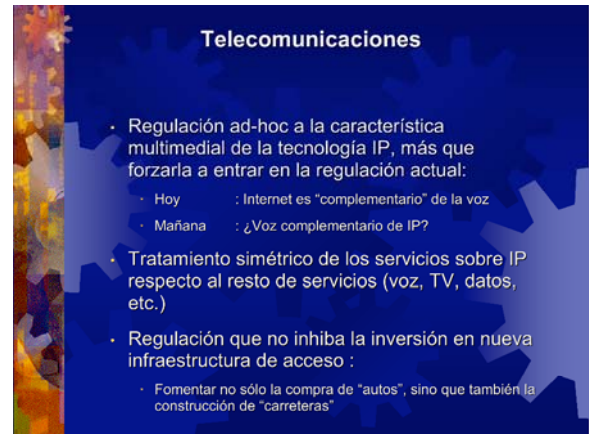 Telecomunicaciones
· Regulación ad-hoc a la característica
multimedial de la tecnología IP, más que
forzarla a entrar en la regulación actual:
· Hoy : Internet es “complementario” de la voz
· Mañana : ¿Voz complementario de IP?
· Tratamiento simétrico de los servicios sobre IP
respecto al resto de servicios (voz, TV, datos,
etc.)
· Regulación que no inhiba la inversión en nueva
infraestructura de acceso :
· Fomentar no sólo la compra de “autos”, sino que también la
construcción de “carreteras”